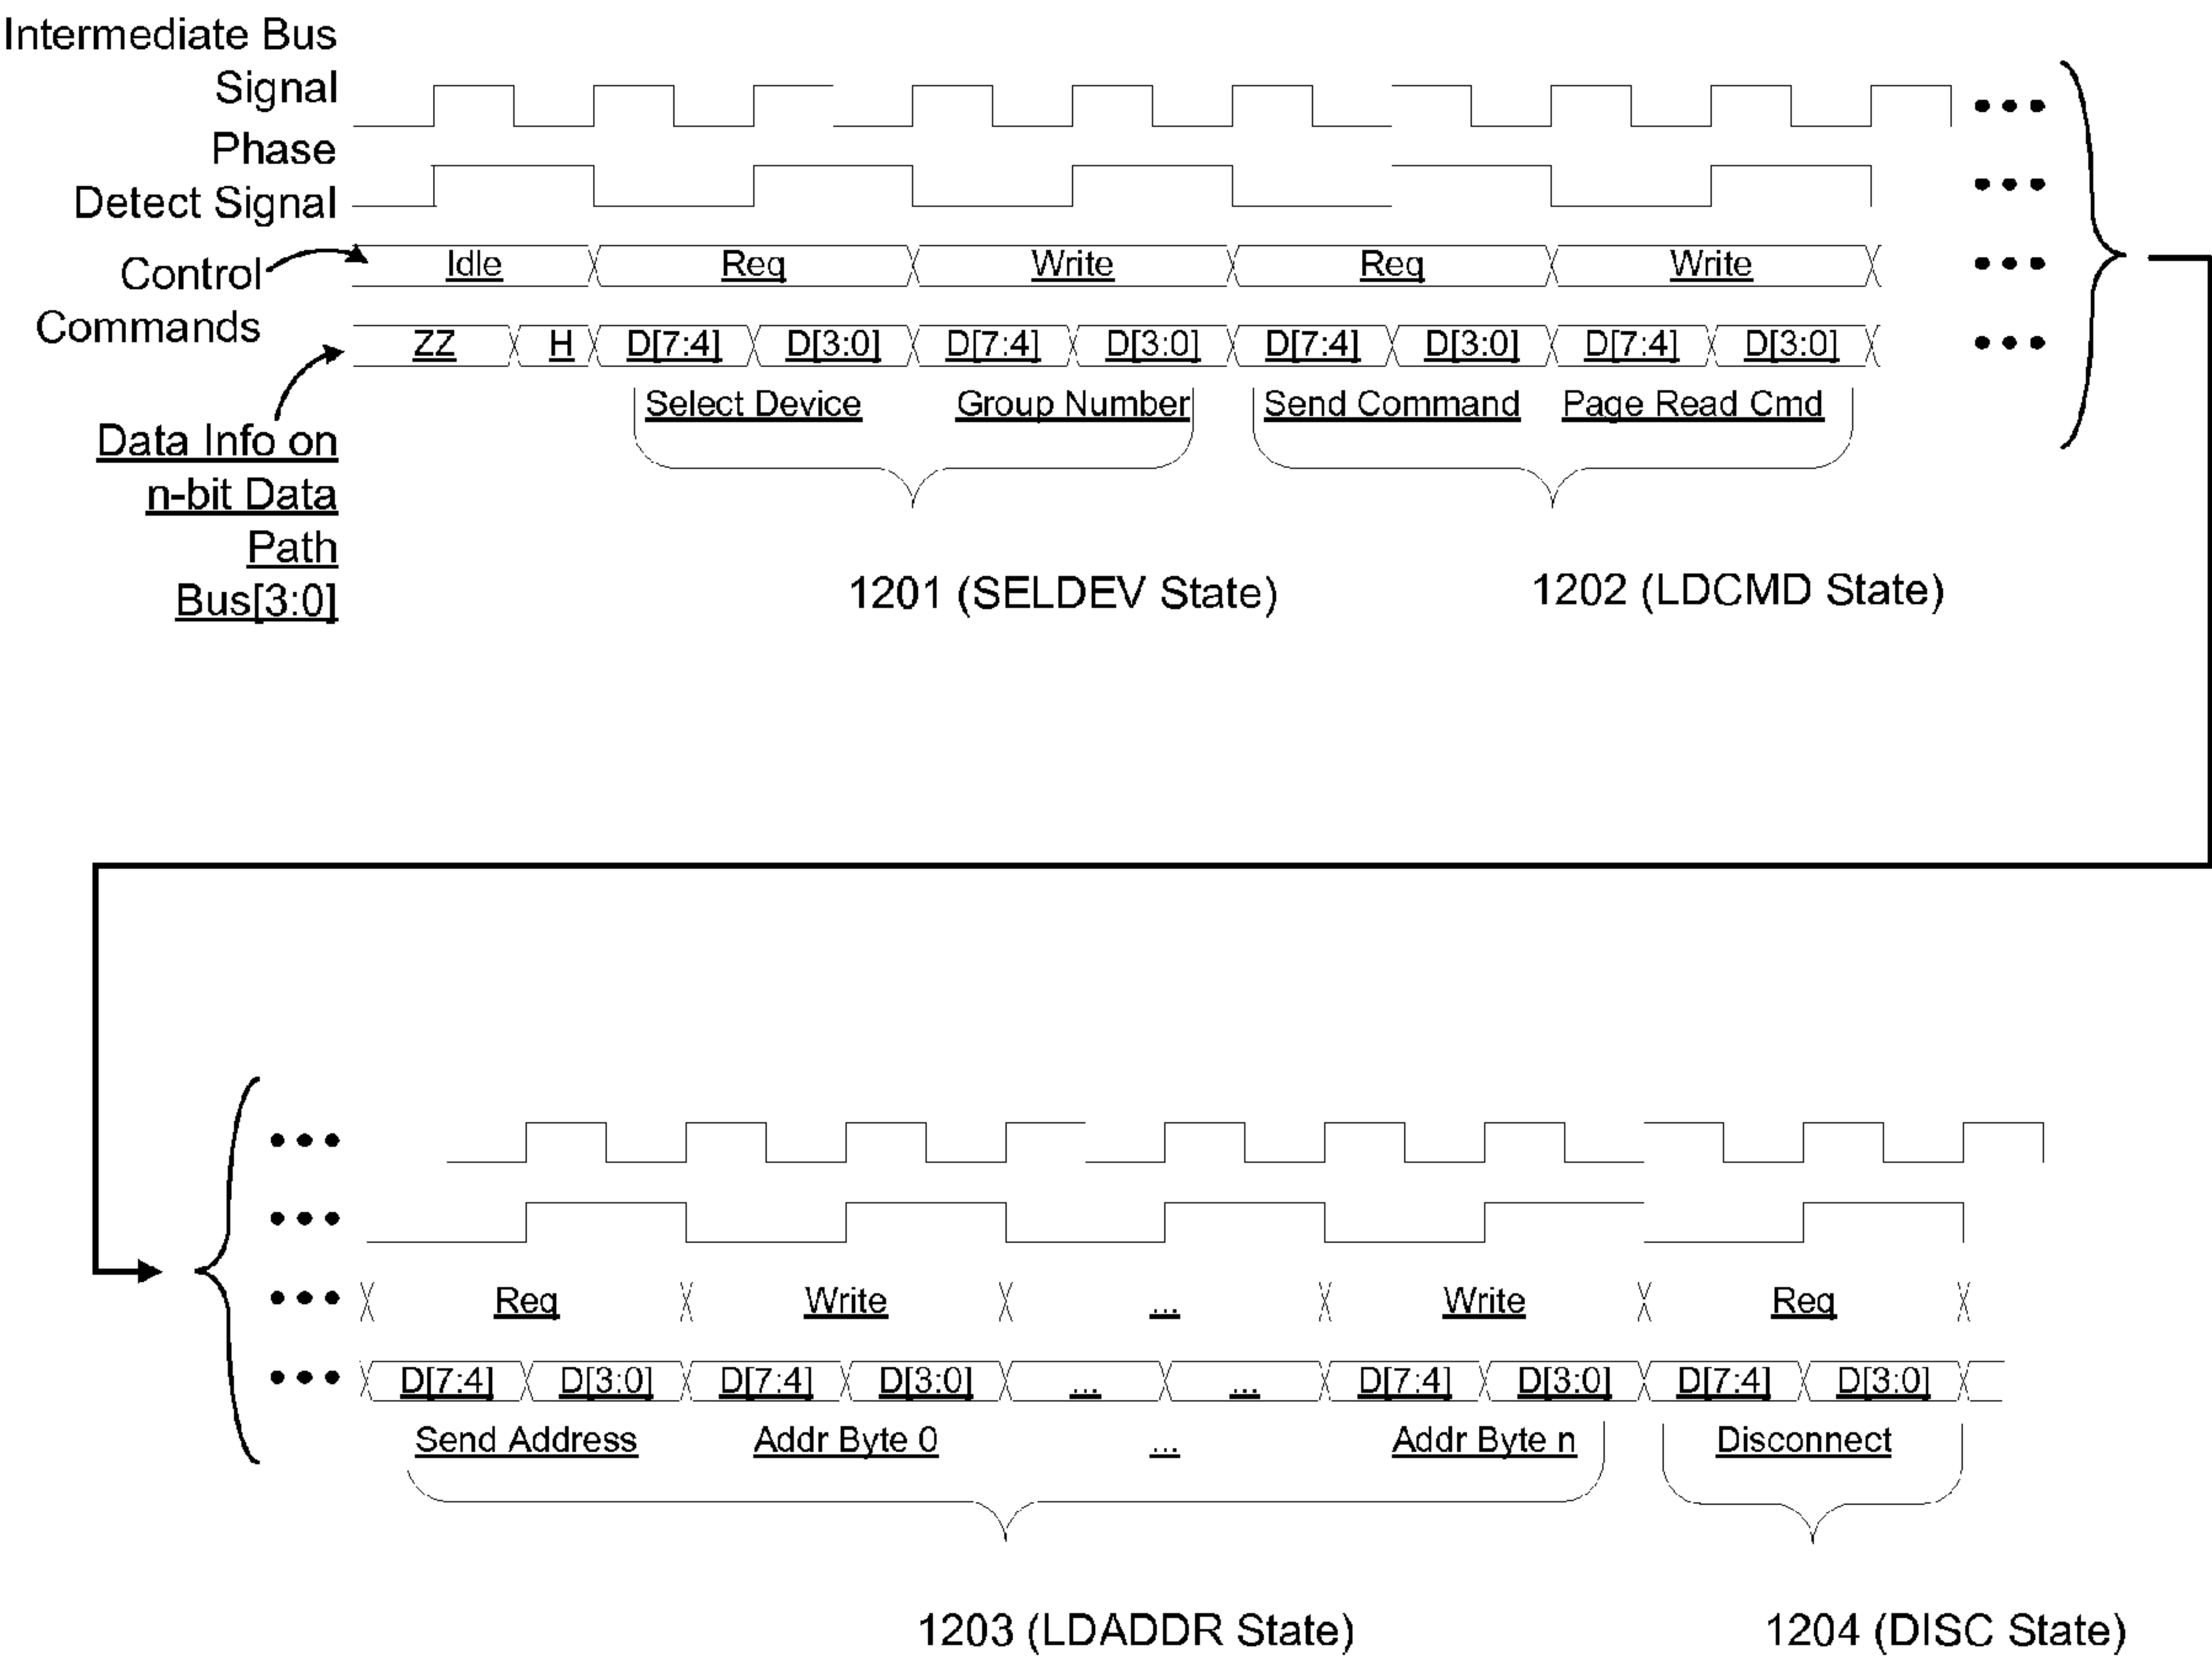 Intermediate Bus
Signal
Phase
Detect Signal
Control
Commands
Idle Req Write Req Write
ZZ H D[7:4] D[3:0] D[7:4] D[3:0] D[7:4] D[3:0] D[7:4] D[3:0]
Select Device Group Number Send Command Page Read Cmd
Data Info on
n-bit Data
Path
Bus[3:0]
1201 (SELDEV State) 1202 (LDCMD State)
Req Write ... Write Req
D[7:4] D[3:0] D[7:4] D[3:0] ... ... D[7:4] D[3:0] D[7:4] D[3:0]
Send Address Addr Byte 0 ... Addr Byte n Disconnect
1203 (LDADDR State) 1204 (DISC State)